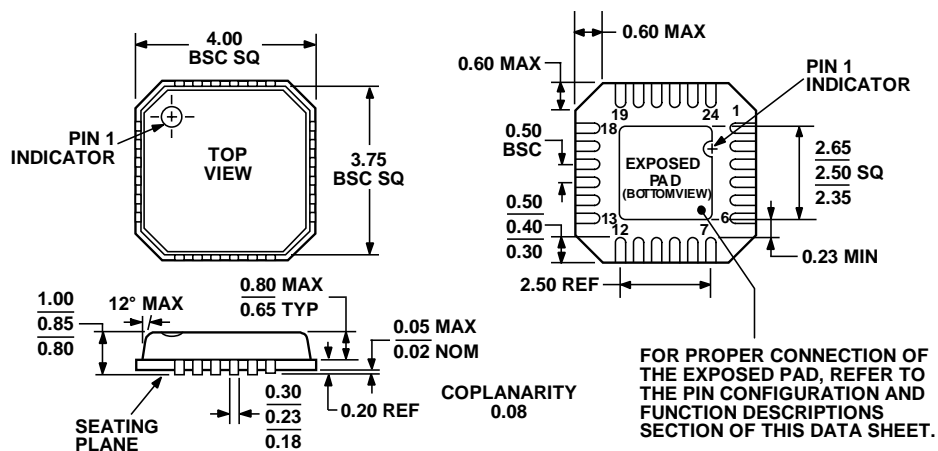 4.00
BSC SQ
PIN 1
INDICATOR
TOP
VIEW
3.75
BSC SQ
0.60 MAX
0.60 MAX
PIN 1
INDICATOR
19
24
1
18
0.50
BSC
EXPOSED
PAD
(BOTTOMVIEW)
2.65
2.50 SQ
2.35
0.50
0.40
0.30
13
12
7
6
0.23 MIN
2.50 REF
1.00
0.85
0.80
12° MAX
0.80 MAX
0.65 TYP
0.05 MAX
0.02 NOM
SEATING
PLANE
0.30
0.23
0.18
0.20 REF
COPLANARITY
0.08
FOR PROPER CONNECTION OF
THE EXPOSED PAD, REFER TO
THE PIN CONFIGURATION AND
FUNCTION DESCRIPTIONS
SECTION OF THIS DATA SHEET.